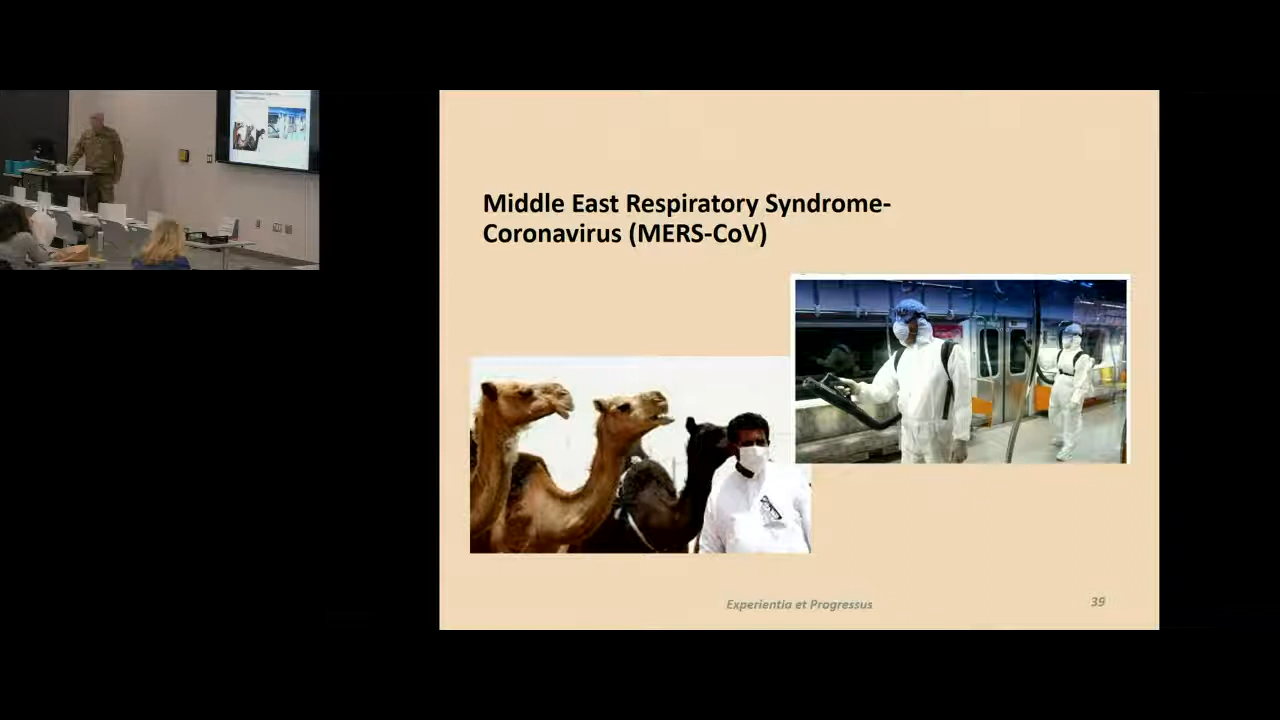 Middle East Respiratory Syndrome-
Coronavirus (MERS-CoV)
Experientia et Progressus
39